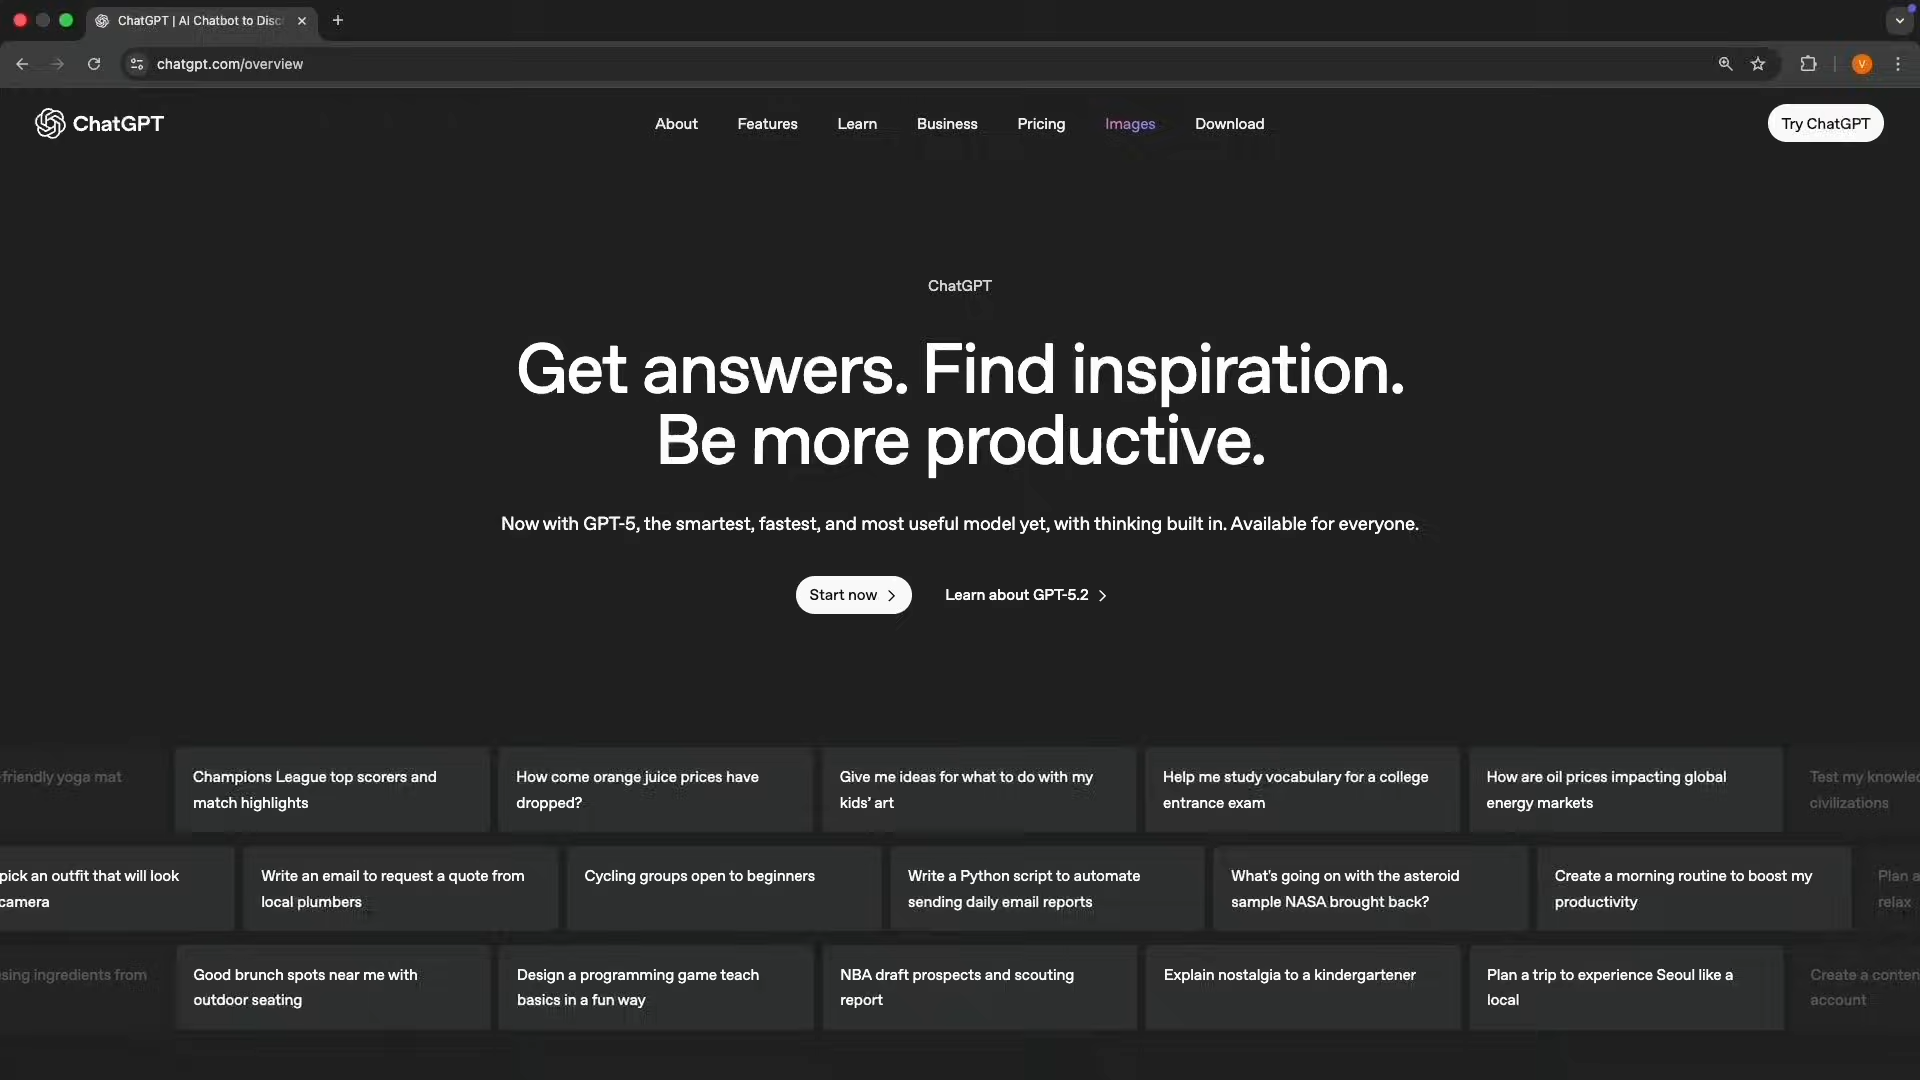 ChatGPT | AI Chatbot to Disc
chatgpt.com/overview
V
ChatGPT
About
Features
Learn
Business
Pricing
Images
Download
Try ChatGPT
ChatGPT
Get answers. Find inspiration.
Be more productive.
Now with GPT-5, the smartest, fastest, and most useful model yet, with thinking built in. Available for everyone.
Start now
Learn about GPT-5.2
-friendly yoga mat
Champions League top scorers and
match highlights
How come orange juice prices have
dropped?
Give me ideas for what to do with my
kids' art
Help me study vocabulary for a college
entrance exam
How are oil prices impacting global
energy markets
Test my knowled
civilizations
pick an outfit that will look
camera
Write an email to request a quote from
local plumbers
Cycling groups open to beginners
Write a Python script to automate
sending daily email reports
What's going on with the asteroid
sample NASA brought back?
Create a morning routine to boost my
productivity
Plan a
relax
sing ingredients from
Good brunch spots near me with
outdoor seating
Design a programming game teach
basics in a fun way
NBA draft prospects and scouting
report
Explain nostalgia to a kindergartener
Plan a trip to experience Seoul like a
local
Create a conten
account